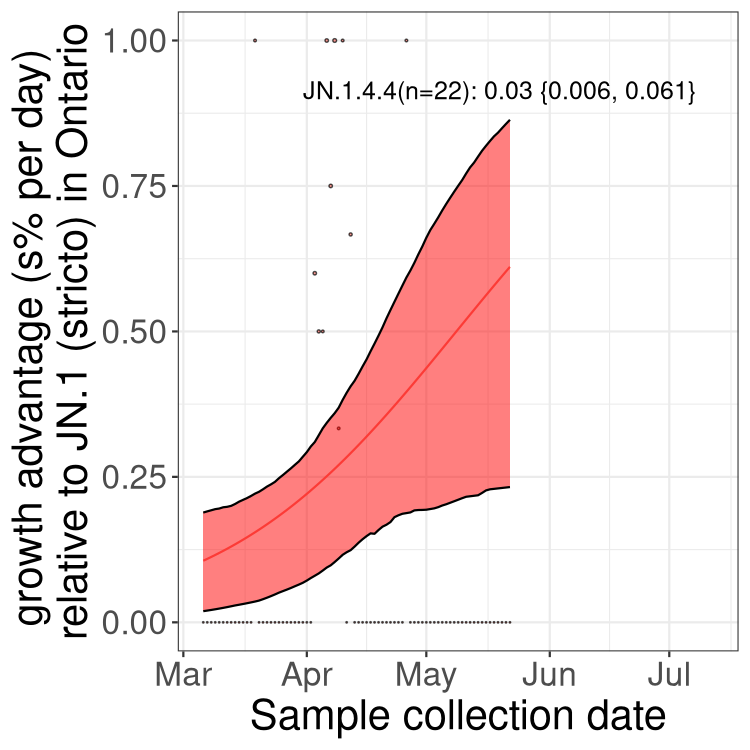 growth advantage (s% per day)
relative to JN.1 (stricto) in Ontario
1.00
0.75
0.50
0.25
0.00
JN.1.4.4(n=22): 0.03 {0.006, 0.061}
Mar Apr May Jun Jul
Sample collection date